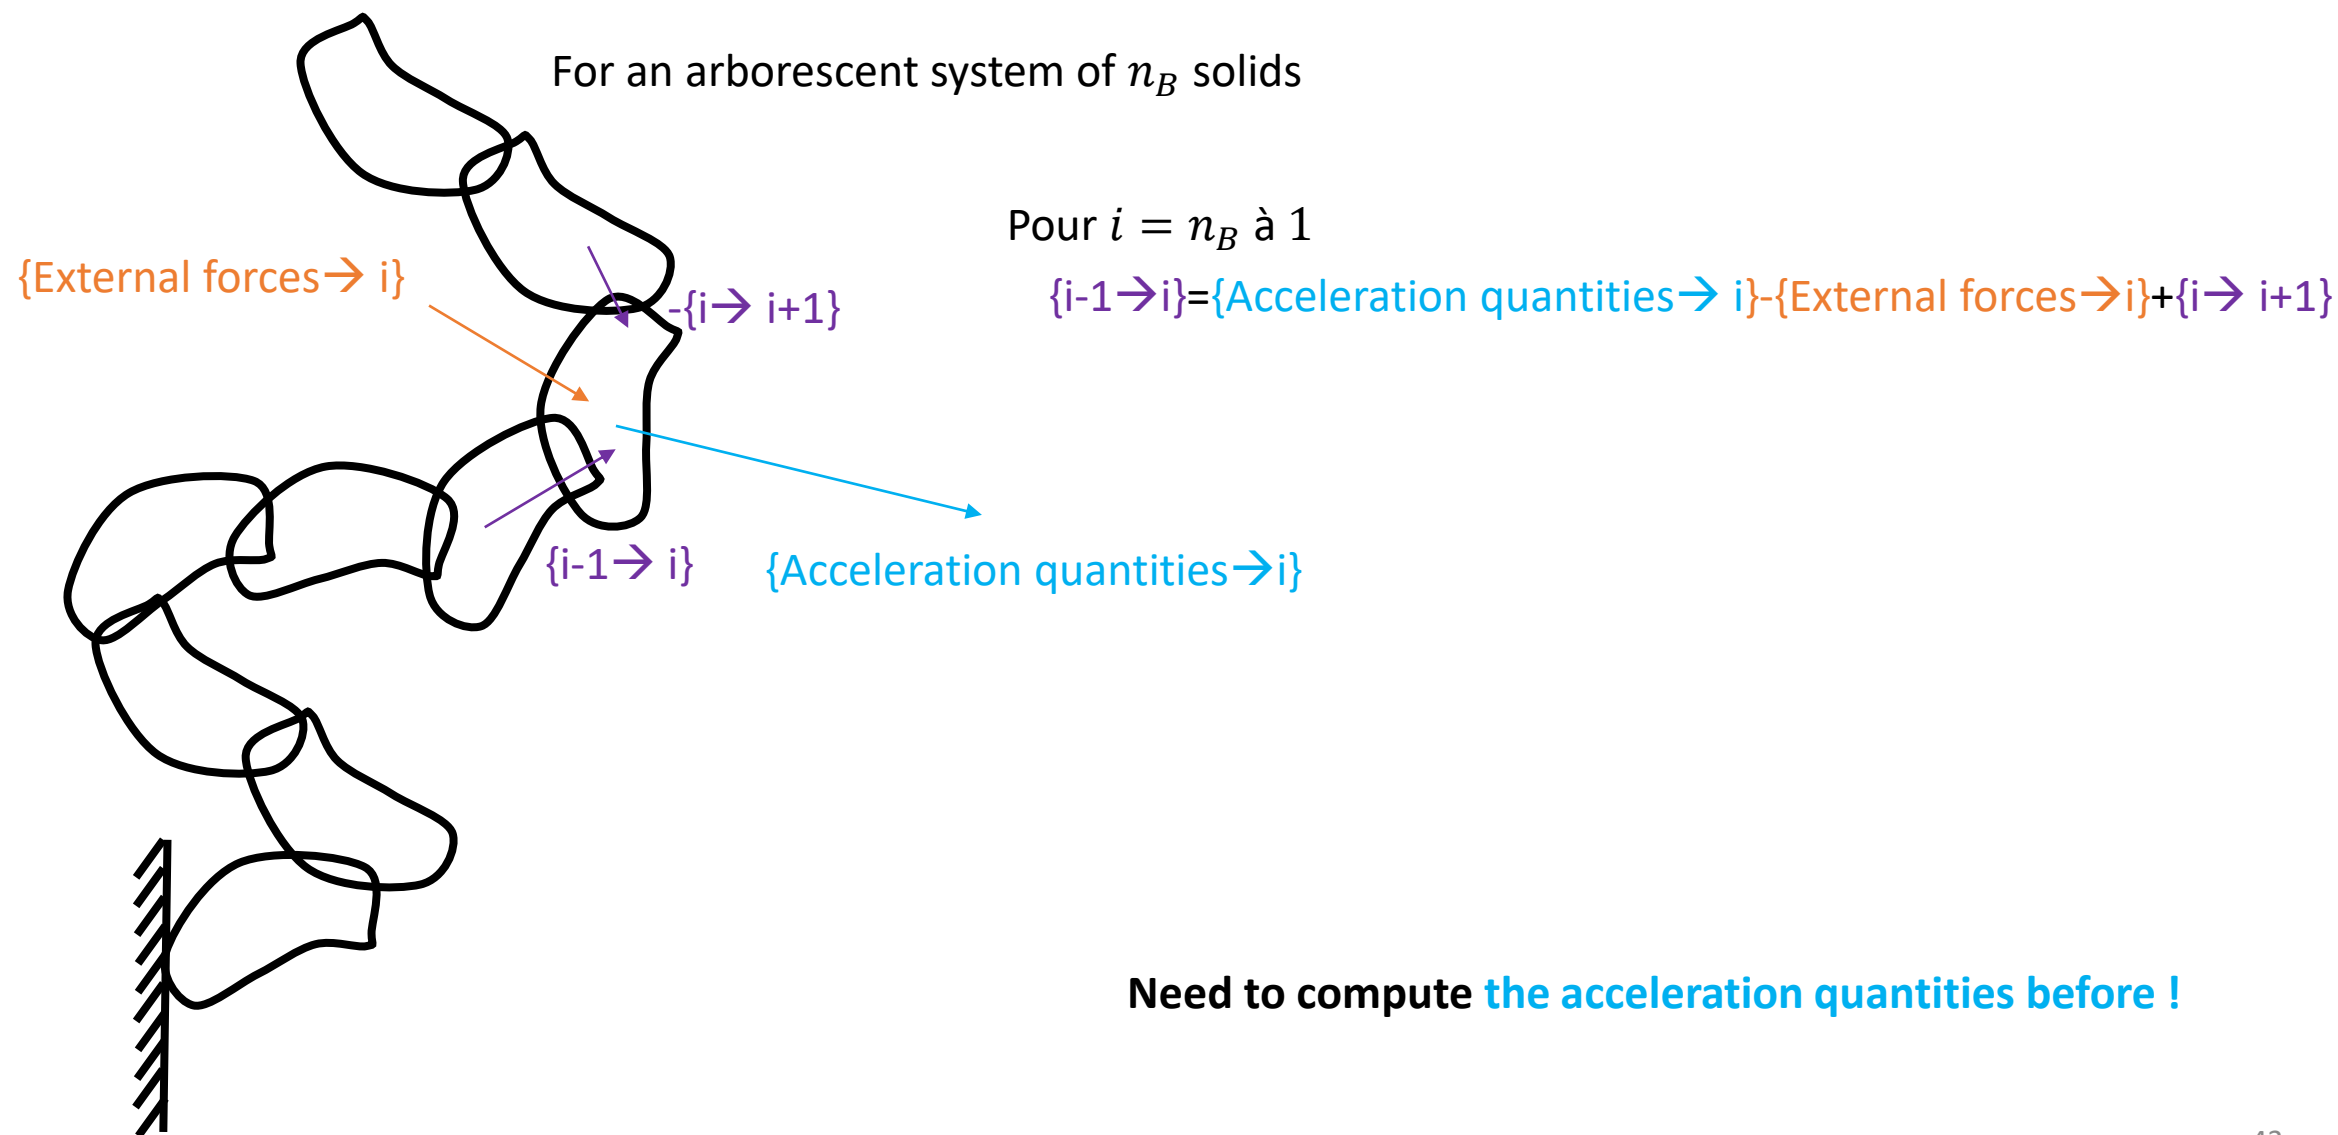 For an arborescent system of n_B solids
Pour i = n_B à 1
{External forces→ i}
-{i→ i+1}
{i-1→i}={Acceleration quantities→ i}-{External forces→i}+{i→ i+1}
{i-1→ i}
{Acceleration quantities→i}
Need to compute the acceleration quantities before !